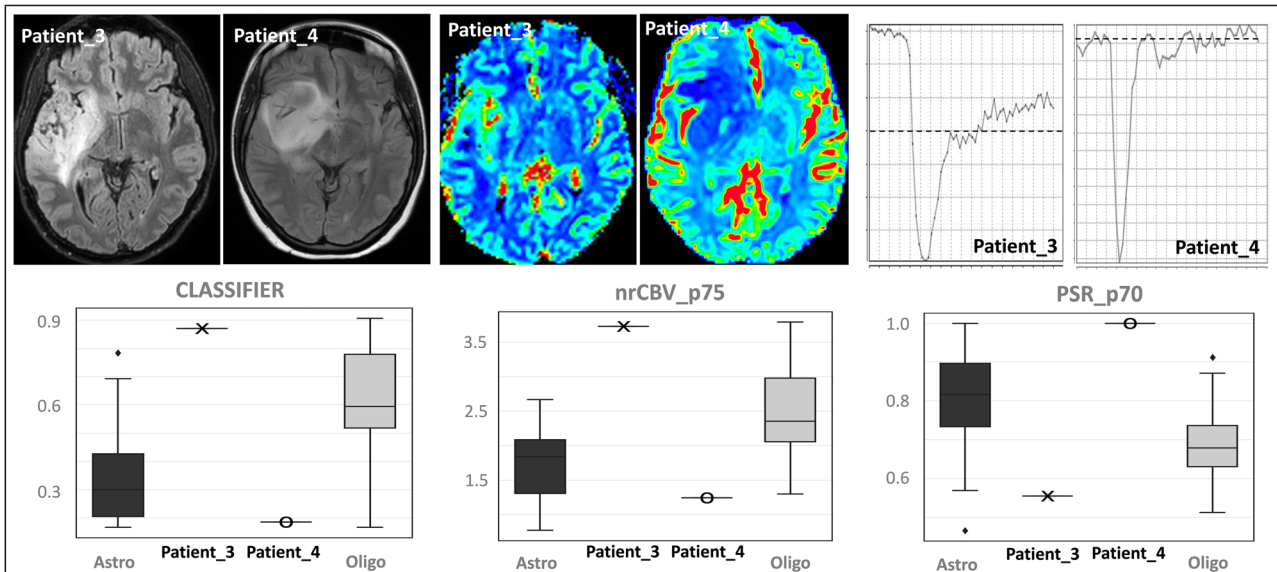 Patient_3
Patient_4
Patient_3
Patient_4
Patient_3
Patient_4
CLASSIFIER
0.9
0.6
0.3
Astro
Patient_3
Patient_4
Oligo
nrCBV_p75
3.5
2.5
1.5
Astro
Patient_3
Patient_4
Oligo
PSR_p70
1.0
0.8
0.6
Astro
Patient_3
Patient_4
Oligo